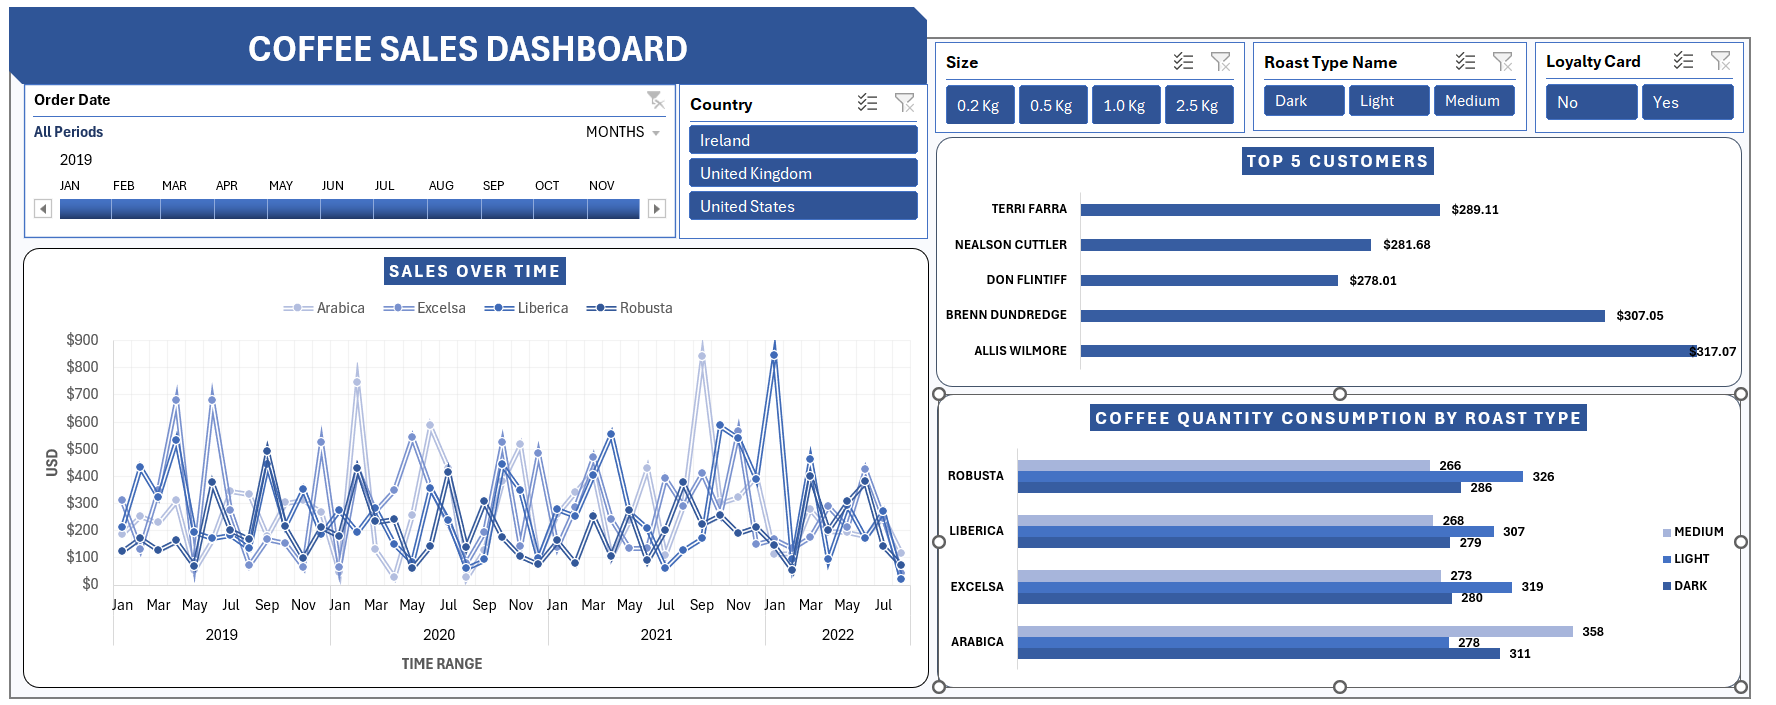 COFFEE SALES DASHBOARD
Order Date
All Periods
MONTHS
2019
JAN FEB MAR APR MAY JUN JUL AUG SEP OCT NOV
Country
Ireland
United Kingdom
United States
Size
0.2 Kg 0.5 Kg 1.0 Kg 2.5 Kg
Roast Type Name
Dark Light Medium
Loyalty Card
No Yes
SALES OVER TIME
Arabica Excelsa Liberica Robusta
USD
$900
$800
$700
$600
$500
$400
$300
$200
$100
$0
Jan Mar May Jul Sep Nov Jan Mar May Jul Sep Nov Jan Mar May Jul Sep Nov Jan Mar May Jul
2019 2020 2021 2022
TIME RANGE
TOP 5 CUSTOMERS
TERRI FARRA $289.11
NEALSON CUTTLER $281.68
DON FLINTIFF $278.01
BRENN DUNDREDGE $307.05
ALLIS WILMORE $317.07
COFFEE QUANTITY CONSUMPTION BY ROAST TYPE
ROBUSTA
266
326
286
LIBERICA
268
307
279
EXCELSA
273
319
280
ARABICA
358
278
311
MEDIUM
LIGHT
DARK